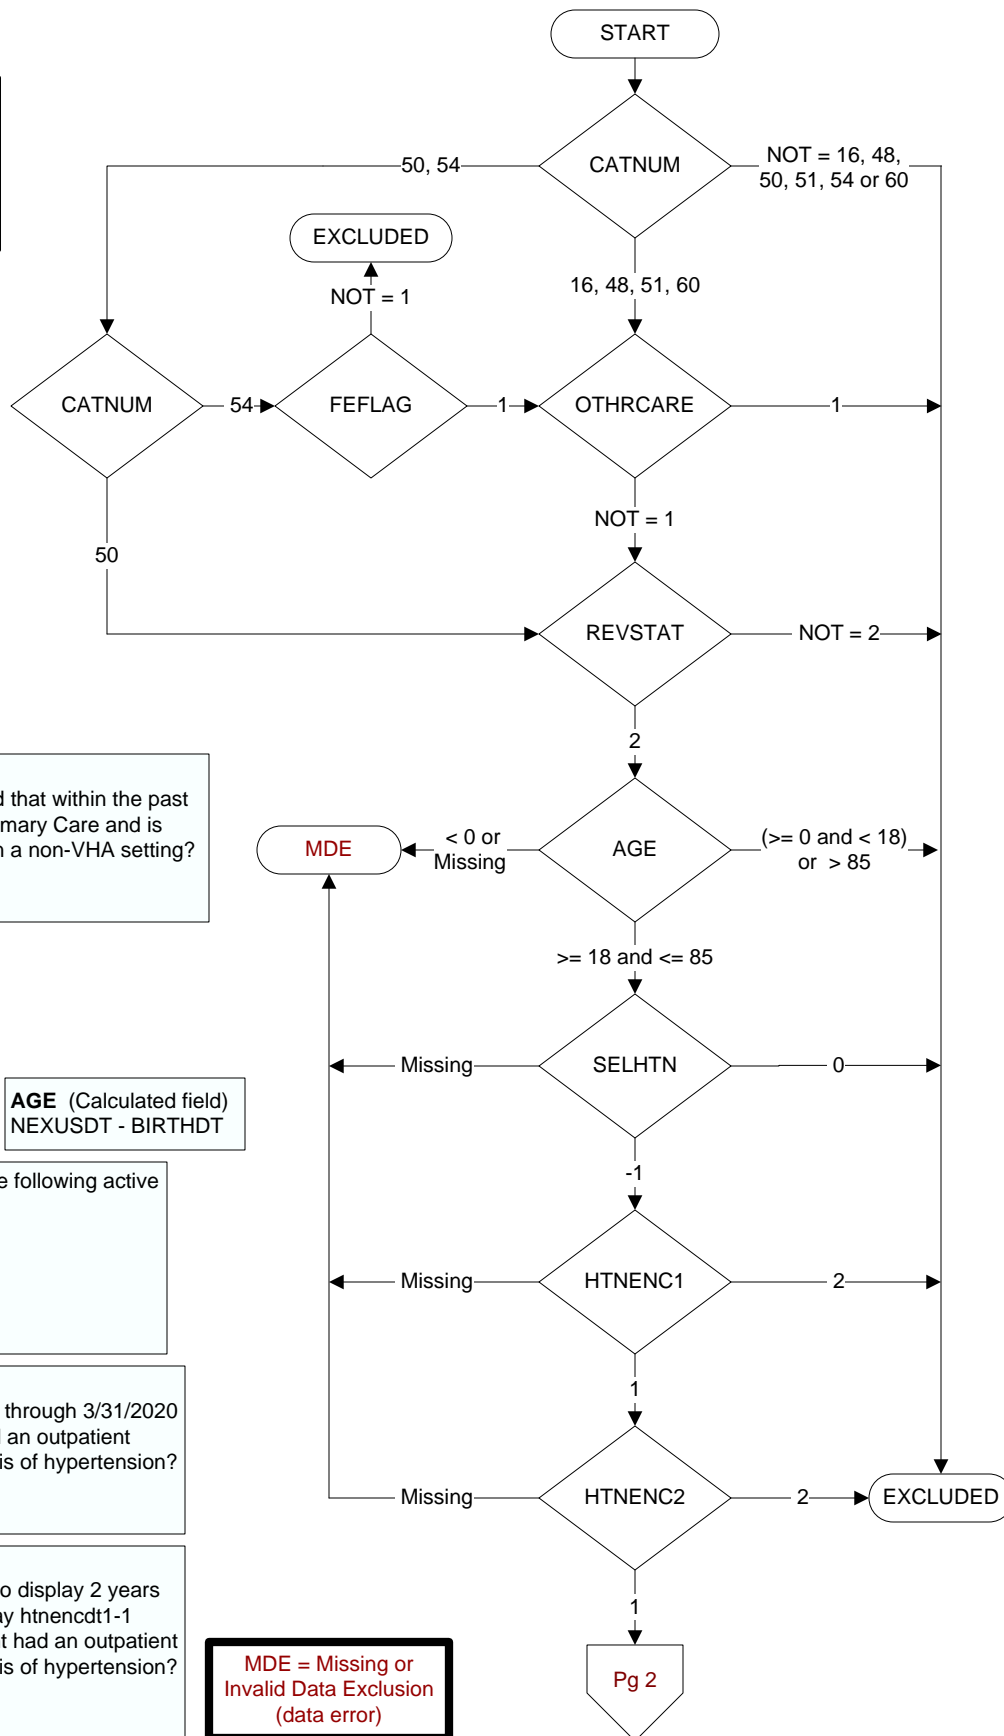 START
CATNUM
50, 54
NOT = 16, 48,
50, 51, 54 or 60
EXCLUDED
NOT = 1
16, 48, 51, 60
CATNUM
54
FEFLAG
1
OTHRCARE
1
NOT = 1
50
REVSTAT
NOT = 2
2
d that within the past
mary Care and is
n a non-VHA setting?
MDE
< 0 or
Missing
AGE
(>= 0 and < 18)
or > 85
>= 18 and <= 85
Missing
SELHTN
0
AGE (Calculated field)
NEXUSDT - BIRTHDT
-1
e following active
Missing
HTNENC1
2
1
through 3/31/2020
d an outpatient
is of hypertension?
Missing
HTNENC2
2
EXCLUDED
o display 2 years
ay htnencdt1-1
nt had an outpatient
is of hypertension?
1
MDE = Missing or
Invalid Data Exclusion
(data error)
Pg 2